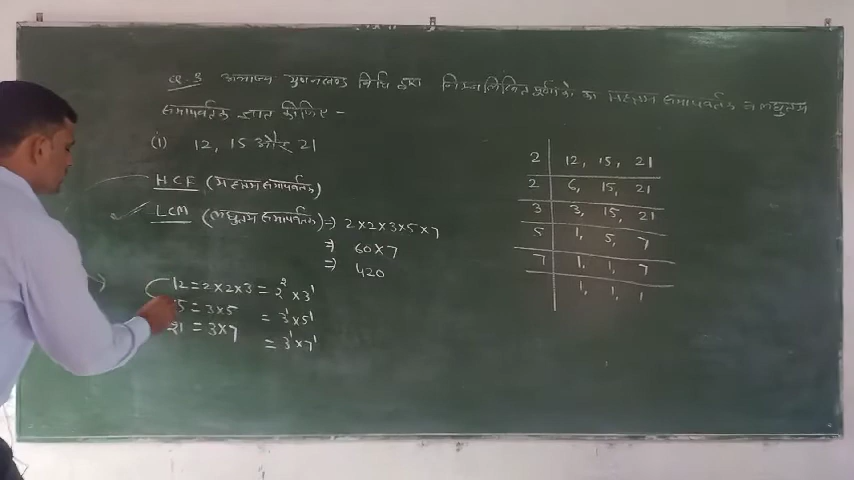 Q.3 अभाज्य गुणनखण्ड विधि द्वारा निम्नलिखित पूर्णांकों का महत्तम समापवर्तक व लघुत्तम
समापवर्तक ज्ञात कीजिए -
(i) 12, 15 और 21
HCF (महत्तम समापवर्तक)
LCM (लघुत्तम समापवर्तक) ⇒ 2×2×3×5×7
⇒ 60×7
⇒ 420
12 = 2×2×3 = 2² × 3¹
15 = 3×5 = 3¹ × 5¹
21 = 3×7 = 3¹ × 7¹
2 | 12, 15, 21
2 | 6, 15, 21
3 | 3, 15, 21
5 | 1, 5, 7
7 | 1, 1, 7
1, 1, 1